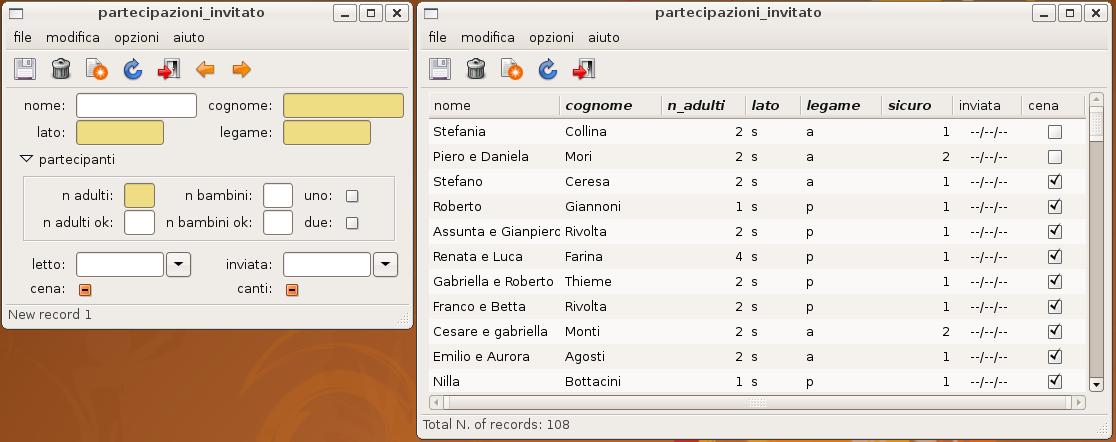 partecipazioni_invitato
file modifica opzioni aiuto
nome: cognome:
lato: legame:
partecipanti
n adulti: n bambini: uno:
n adulti ok: n bambini ok: due:
letto: inviata:
cena: canti:
New record 1
partecipazioni_invitato
file modifica opzioni aiuto
nome cognome n_adulti lato legame sicuro inviata cena
Stefania Collina 2 s a 1 --/--/--
Piero e Daniela Mori 2 s a 2 --/--/--
Stefano Ceresa 2 s a 1 --/--/--
Roberto Giannoni 1 s p 1 --/--/--
Assunta e Gianpiero Rivolta 2 s p 1 --/--/--
Renata e Luca Farina 4 s p 1 --/--/--
Gabriella e Roberto Thieme 2 s p 1 --/--/--
Franco e Betta Rivolta 2 s p 1 --/--/--
Cesare e gabriella Monti 2 s a 2 --/--/--
Emilio e Aurora Agosti 2 s a 1 --/--/--
Nilla Bottacini 1 s p 1 --/--/--
Total N. of records: 108